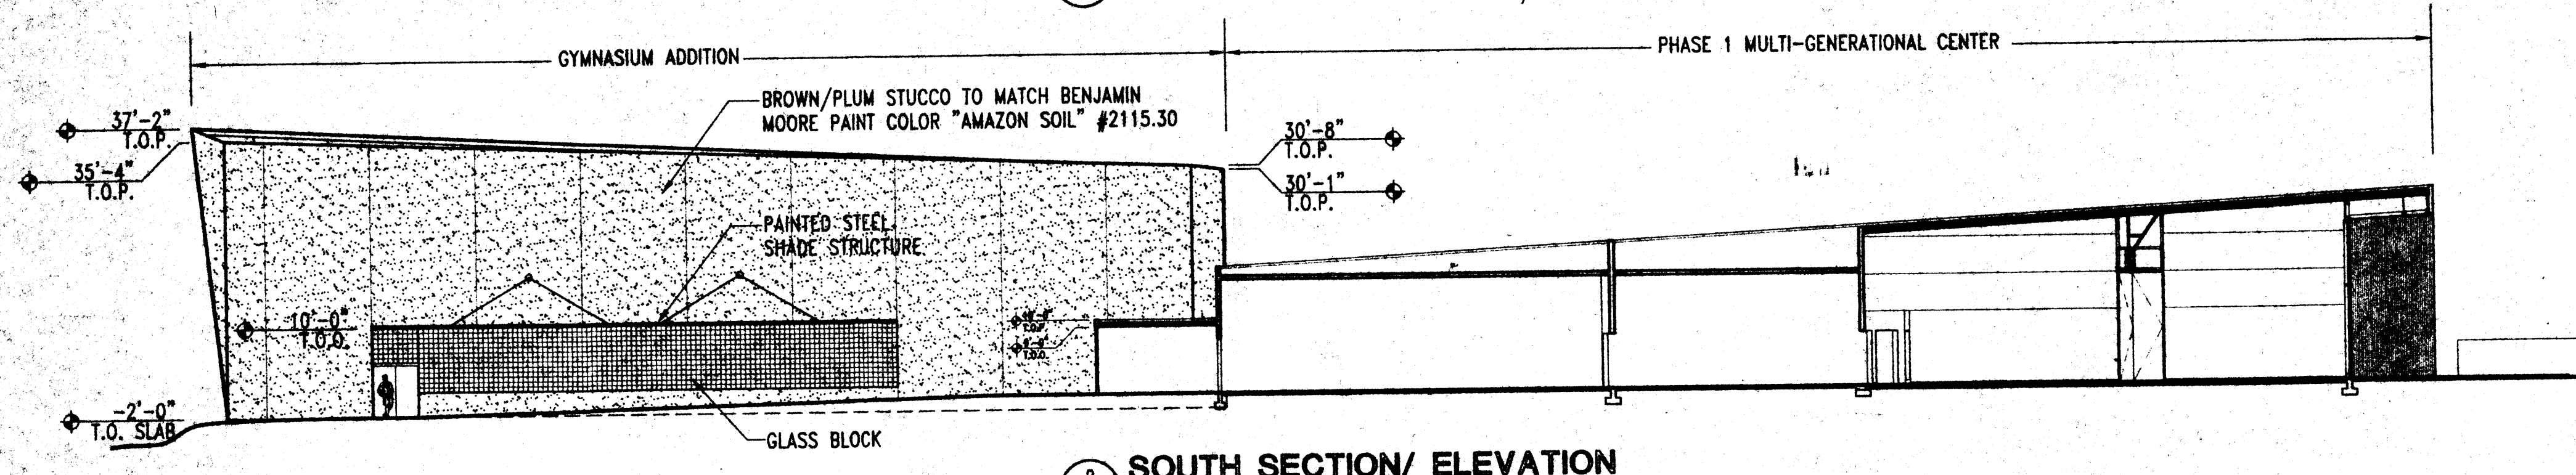 GYMNASIUM ADDITION
PHASE 1 MULTI-GENERATIONAL CENTER
BROWN/PLUM STUCCO TO MATCH BENJAMIN
MOORE PAINT COLOR "AMAZON SOIL" #2115.30
37'-2"
T.O.P.
35'-4"
T.O.P.
30'-8"
T.O.P.
30'-1"
T.O.P.
PAINTED STEEL
SHADE STRUCTURE
10'-0"
T.O.O.
T.O.P.
T.O.O.
-2'-0"
T.O. SLAB
GLASS BLOCK
SOUTH SECTION/ ELEVATION